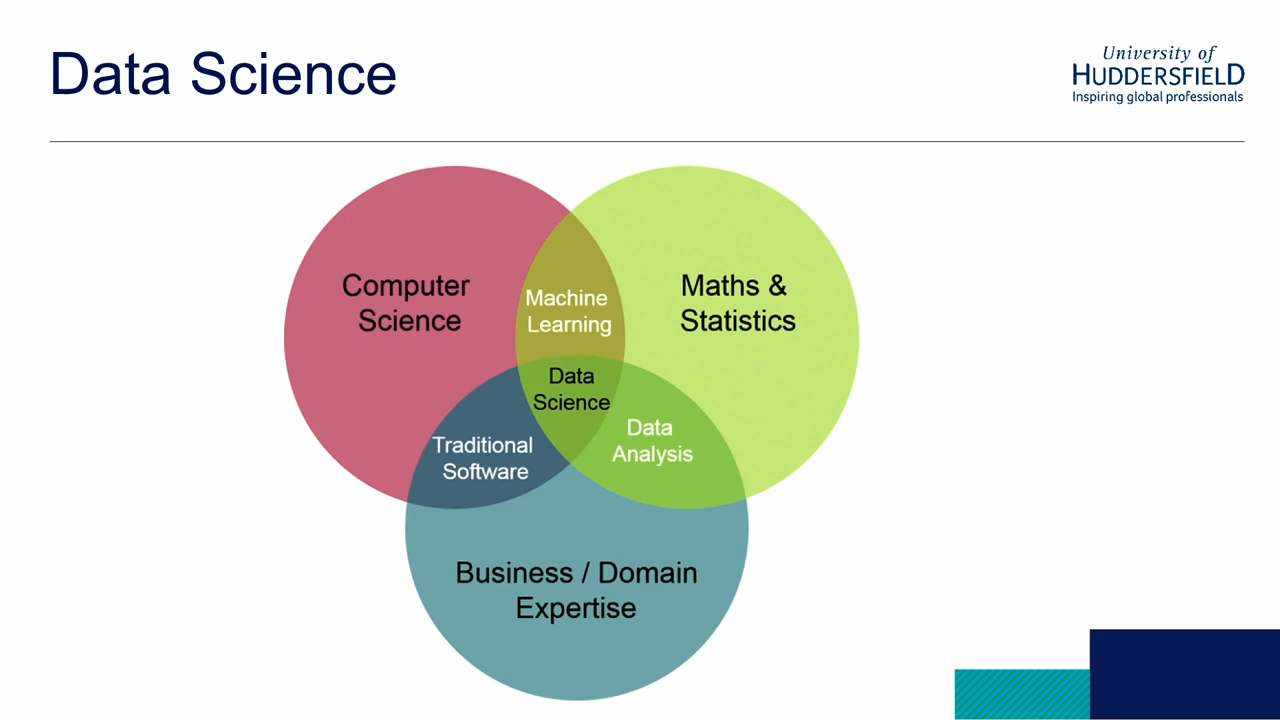 Data Science
University of
HUDDERSFIELD
Inspiring global professionals
Computer
Science
Machine
Learning
Maths &
Statistics
Data
Science
Traditional
Software
Data
Analysis
Business / Domain
Expertise